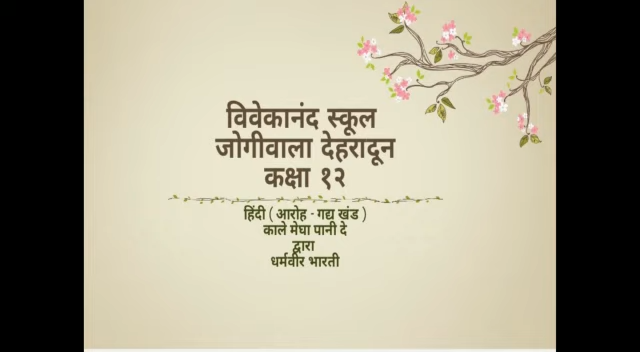 विवेकानंद स्कूल
जोगीवाला देहरादून
कक्षा १२
हिंदी ( आरोह - गद्य खंड )
काले मेघा पानी दे
द्वारा
धर्मवीर भारती